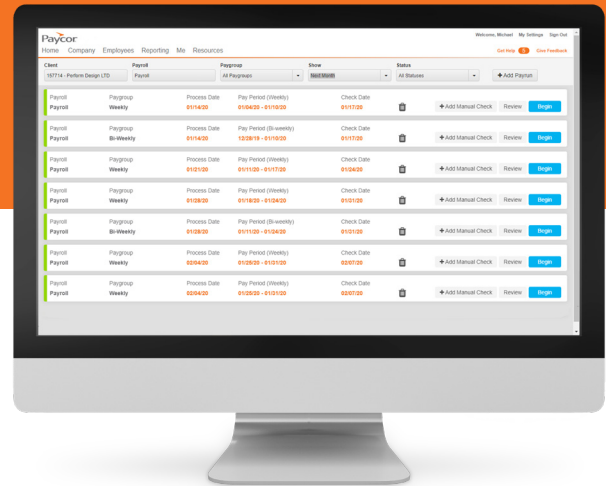 Paycor
Welcome, Michael My Settings Sign Out
Home Company Employees Reporting Me Resources
Get Help Give Feedback
Client Payroll Paygroup Show Status
157714 - Perform Design LTD Payroll All Paygroups Next Month All Statuses + Add Payrun
Payroll Paygroup Process Date Pay Period (Weekly) Check Date
Payroll Weekly 01/14/20 01/04/20 - 01/10/20 01/17/20 + Add Manual Check Review Begin
Payroll Paygroup Process Date Pay Period (Bi-weekly) Check Date
Payroll Bi-Weekly 01/14/20 12/28/19 - 01/10/20 01/17/20 + Add Manual Check Review Begin
Payroll Paygroup Process Date Pay Period (Weekly) Check Date
Payroll Weekly 01/21/20 01/11/20 - 01/17/20 01/24/20 + Add Manual Check Review Begin
Payroll Paygroup Process Date Pay Period (Weekly) Check Date
Payroll Weekly 01/28/20 01/18/20 - 01/24/20 01/31/20 + Add Manual Check Review Begin
Payroll Paygroup Process Date Pay Period (Bi-weekly) Check Date
Payroll Bi-Weekly 01/28/20 01/11/20 - 01/24/20 01/31/20 + Add Manual Check Review Begin
Payroll Paygroup Process Date Pay Period (Weekly) Check Date
Payroll Weekly 02/04/20 01/25/20 - 01/31/20 02/07/20 + Add Manual Check Review Begin
Payroll Paygroup Process Date Pay Period (Weekly) Check Date
Payroll Weekly 02/04/20 01/25/20 - 01/31/20 02/07/20 + Add Manual Check Review Begin